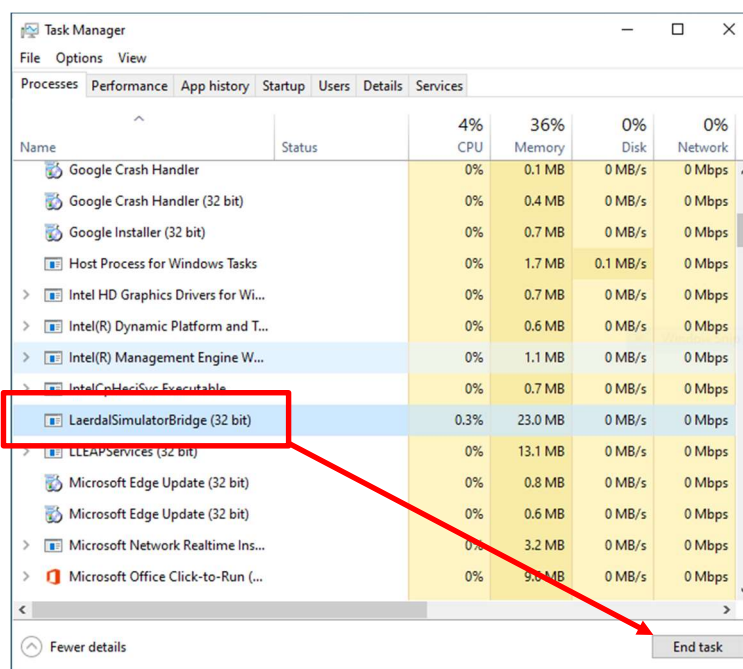 Task Manager
File Options View
Processes Performance App history Startup Users Details Services
4% 36% 0% 0%
Name Status CPU Memory Disk Network
Google Crash Handler 0% 0.1 MB 0 MB/s 0 Mbps
Google Crash Handler (32 bit) 0% 0.4 MB 0 MB/s 0 Mbps
Google Installer (32 bit) 0% 0.7 MB 0 MB/s 0 Mbps
Host Process for Windows Tasks 0% 1.7 MB 0.1 MB/s 0 Mbps
Intel HD Graphics Drivers for Wi... 0% 0.7 MB 0 MB/s 0 Mbps
Intel(R) Dynamic Platform and T... 0% 0.6 MB 0 MB/s 0 Mbps
Intel(R) Management Engine W... 0% 1.1 MB 0 MB/s 0 Mbps
IntelCpHeciSvc Executable 0% 0.7 MB 0 MB/s 0 Mbps
LaerdalSimulatorBridge (32 bit) 0.3% 23.0 MB 0 MB/s 0 Mbps
LLEAPServices (32 bit) 0% 13.1 MB 0 MB/s 0 Mbps
Microsoft Edge Update (32 bit) 0% 0.8 MB 0 MB/s 0 Mbps
Microsoft Edge Update (32 bit) 0% 0.6 MB 0 MB/s 0 Mbps
Microsoft Network Realtime Ins... 0% 3.2 MB 0 MB/s 0 Mbps
Microsoft Office Click-to-Run (... 0% 9.6 MB 0 MB/s 0 Mbps
Fewer details End task